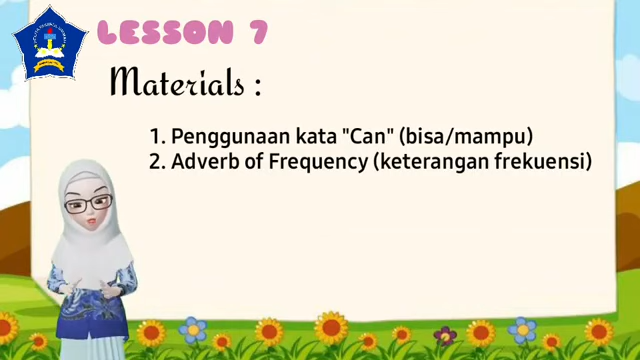 LESSON 7
Materials :
1. Penggunaan kata "Can" (bisa/mampu)
2. Adverb of Frequency (keterangan frekuensi)